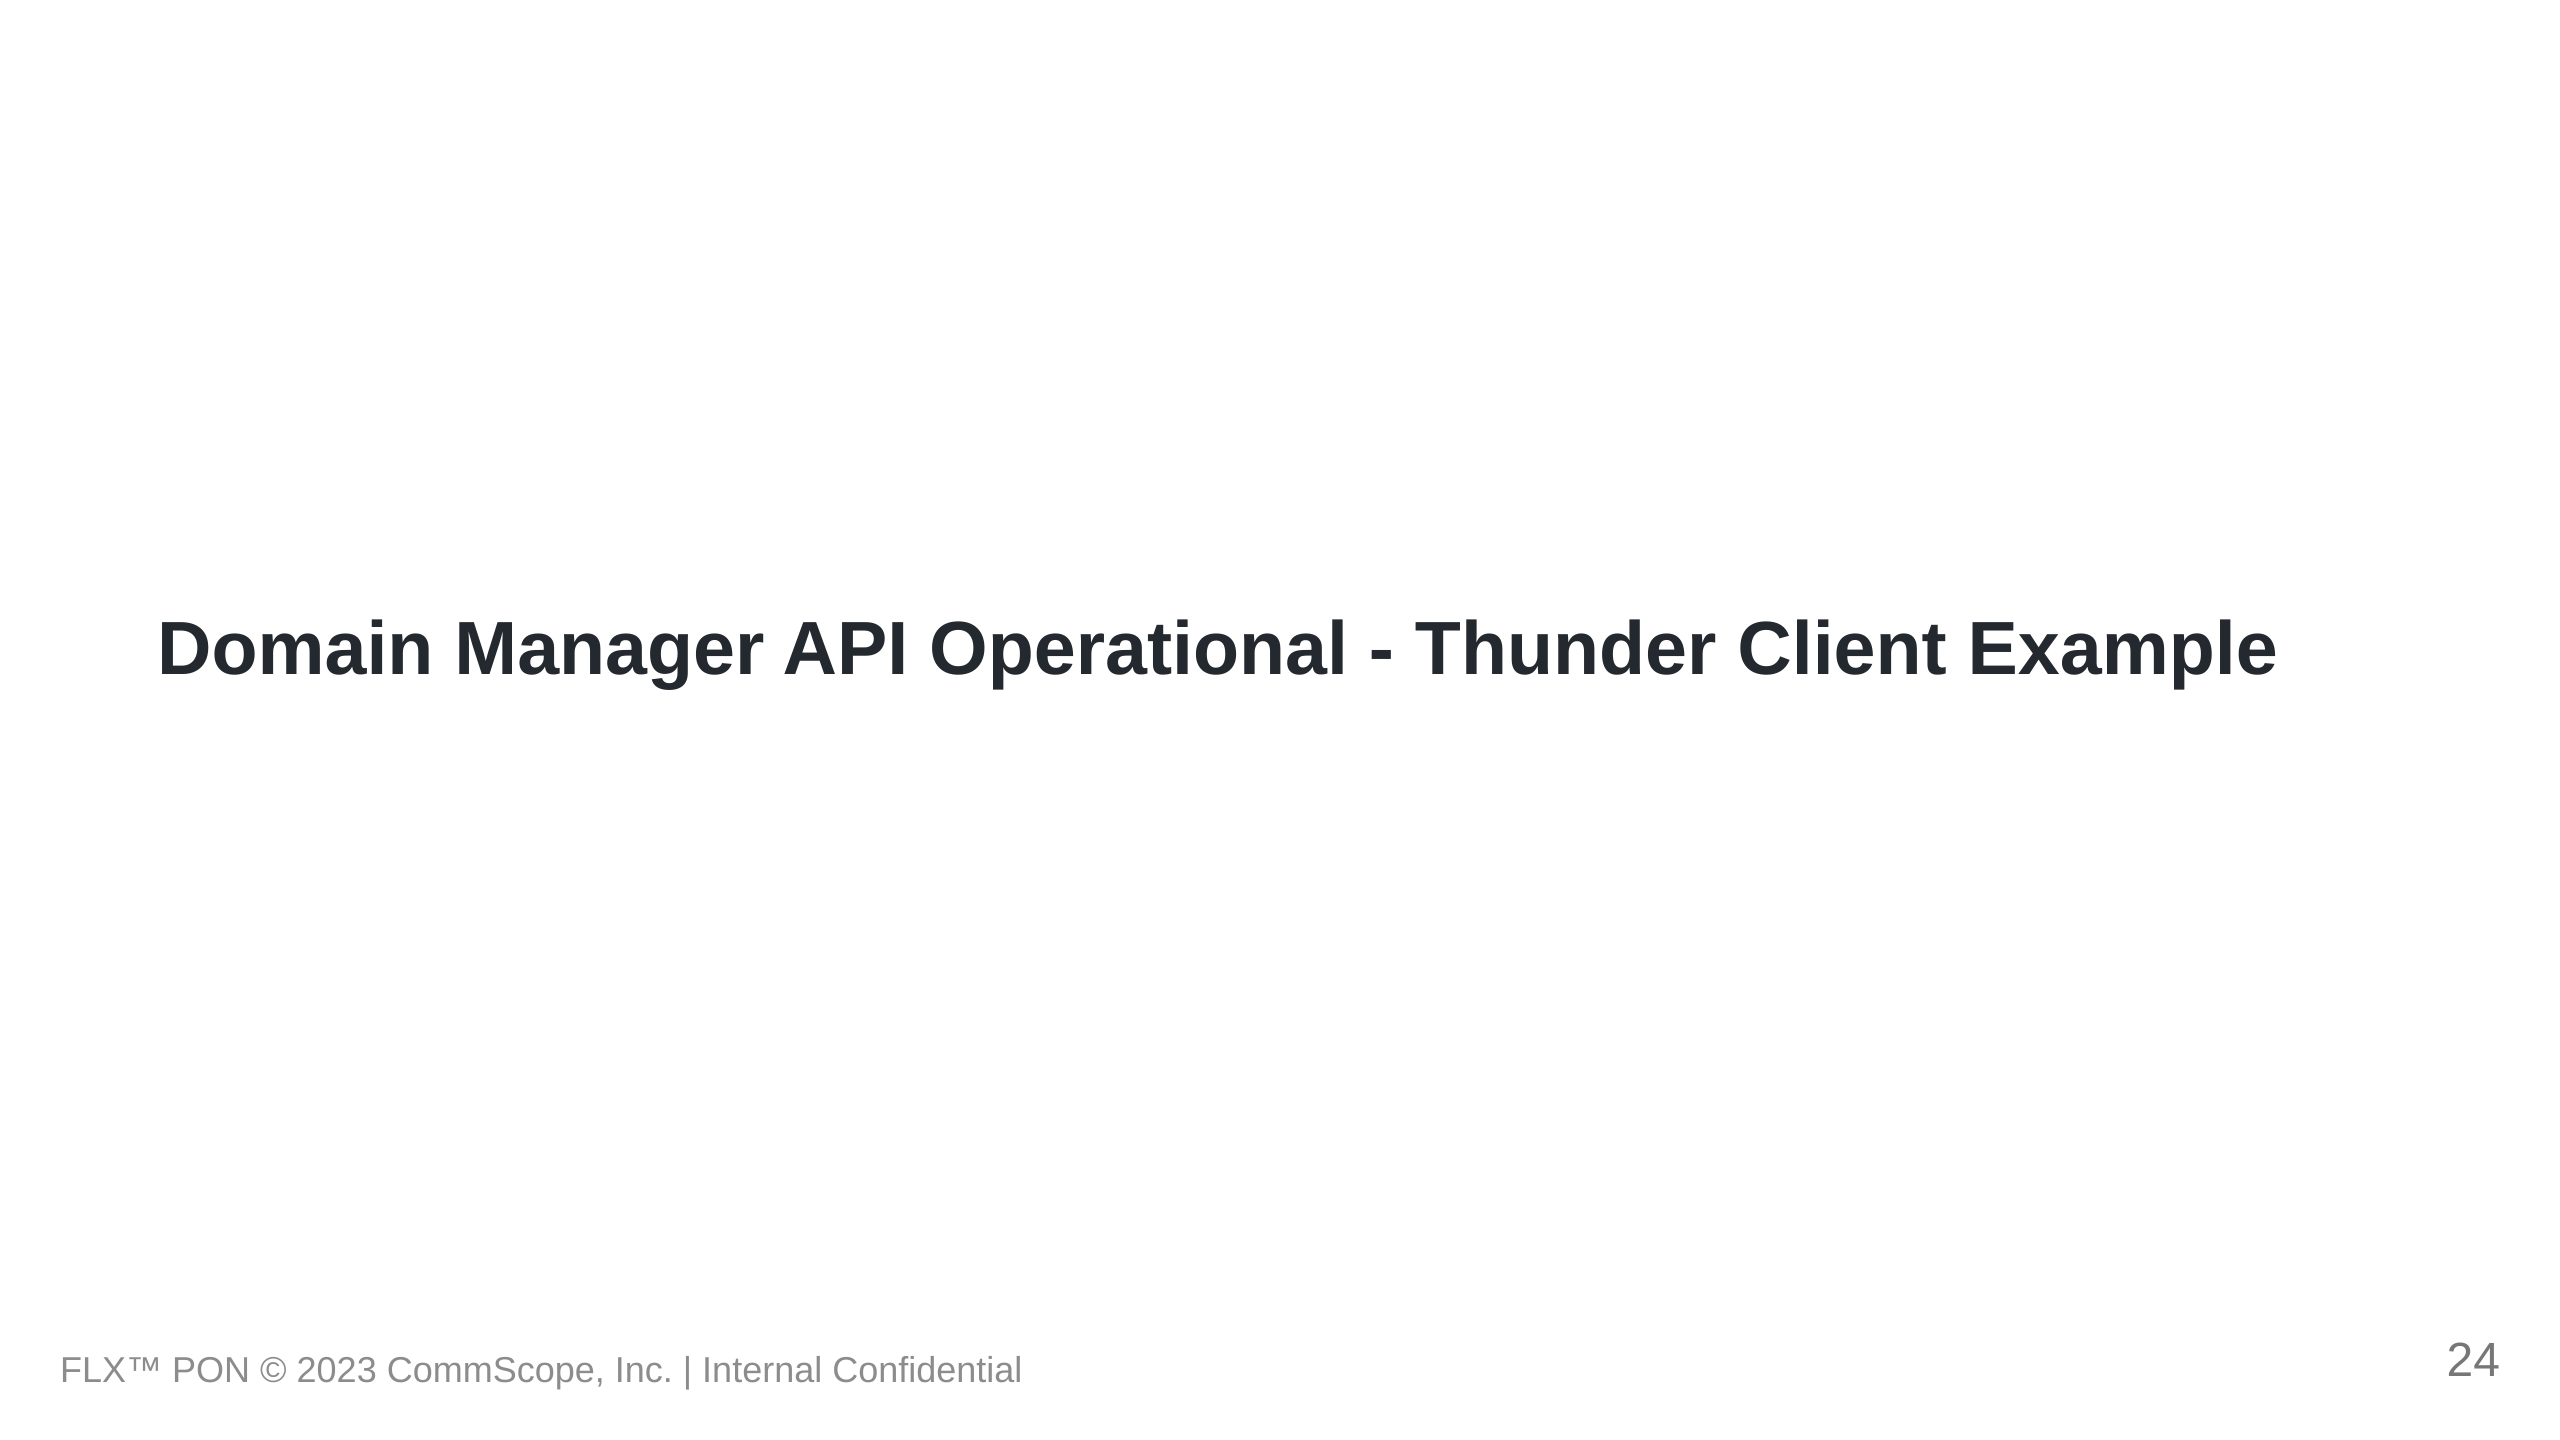 Domain Manager API Operational - Thunder Client Example
FLX™ PON © 2023 CommScope, Inc. | Internal Confidential
24